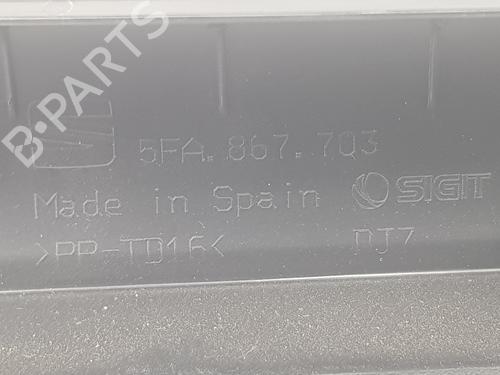 B-PARTS
5FA.867.703
Made in Spain SIGIT
>PP-TD16< DJ7